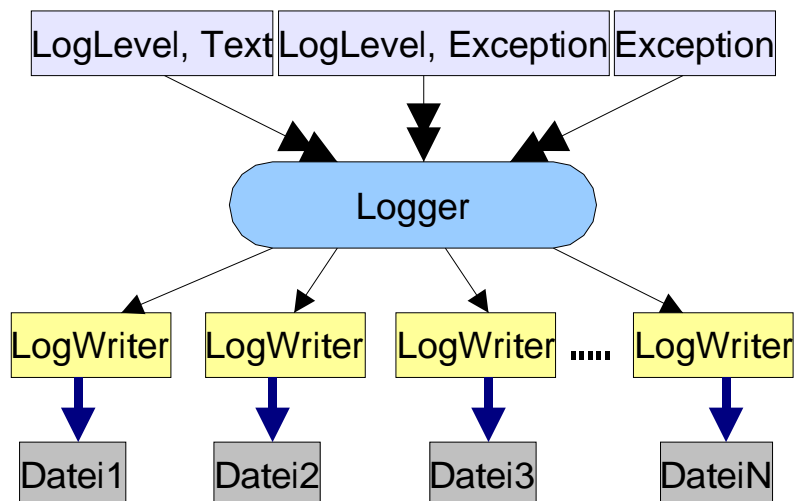 LogLevel, Text LogLevel, Exception Exception
Logger
LogWriter LogWriter LogWriter ..... LogWriter
Datei1 Datei2 Datei3 DateiN